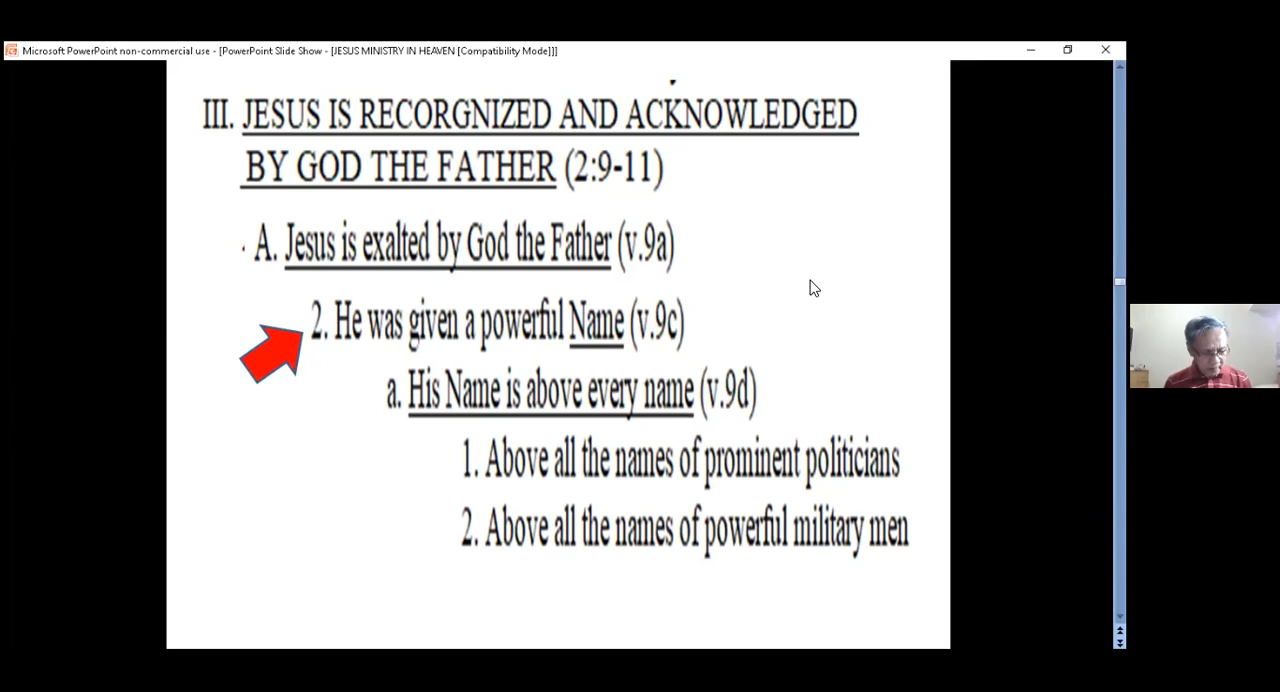 Microsoft PowerPoint non-commercial use - [PowerPoint Slide Show - [JESUS MINISTRY IN HEAVEN [Compatibility Mode]]]
III. JESUS IS RECORGNIZED AND ACKNOWLEDGED
BY GOD THE FATHER (2:9-11)
A. Jesus is exalted by God the Father (v.9a)
2. He was given a powerful Name (v.9c)
a. His Name is above every name (v.9d)
1. Above all the names of prominent politicians
2. Above all the names of powerful military men